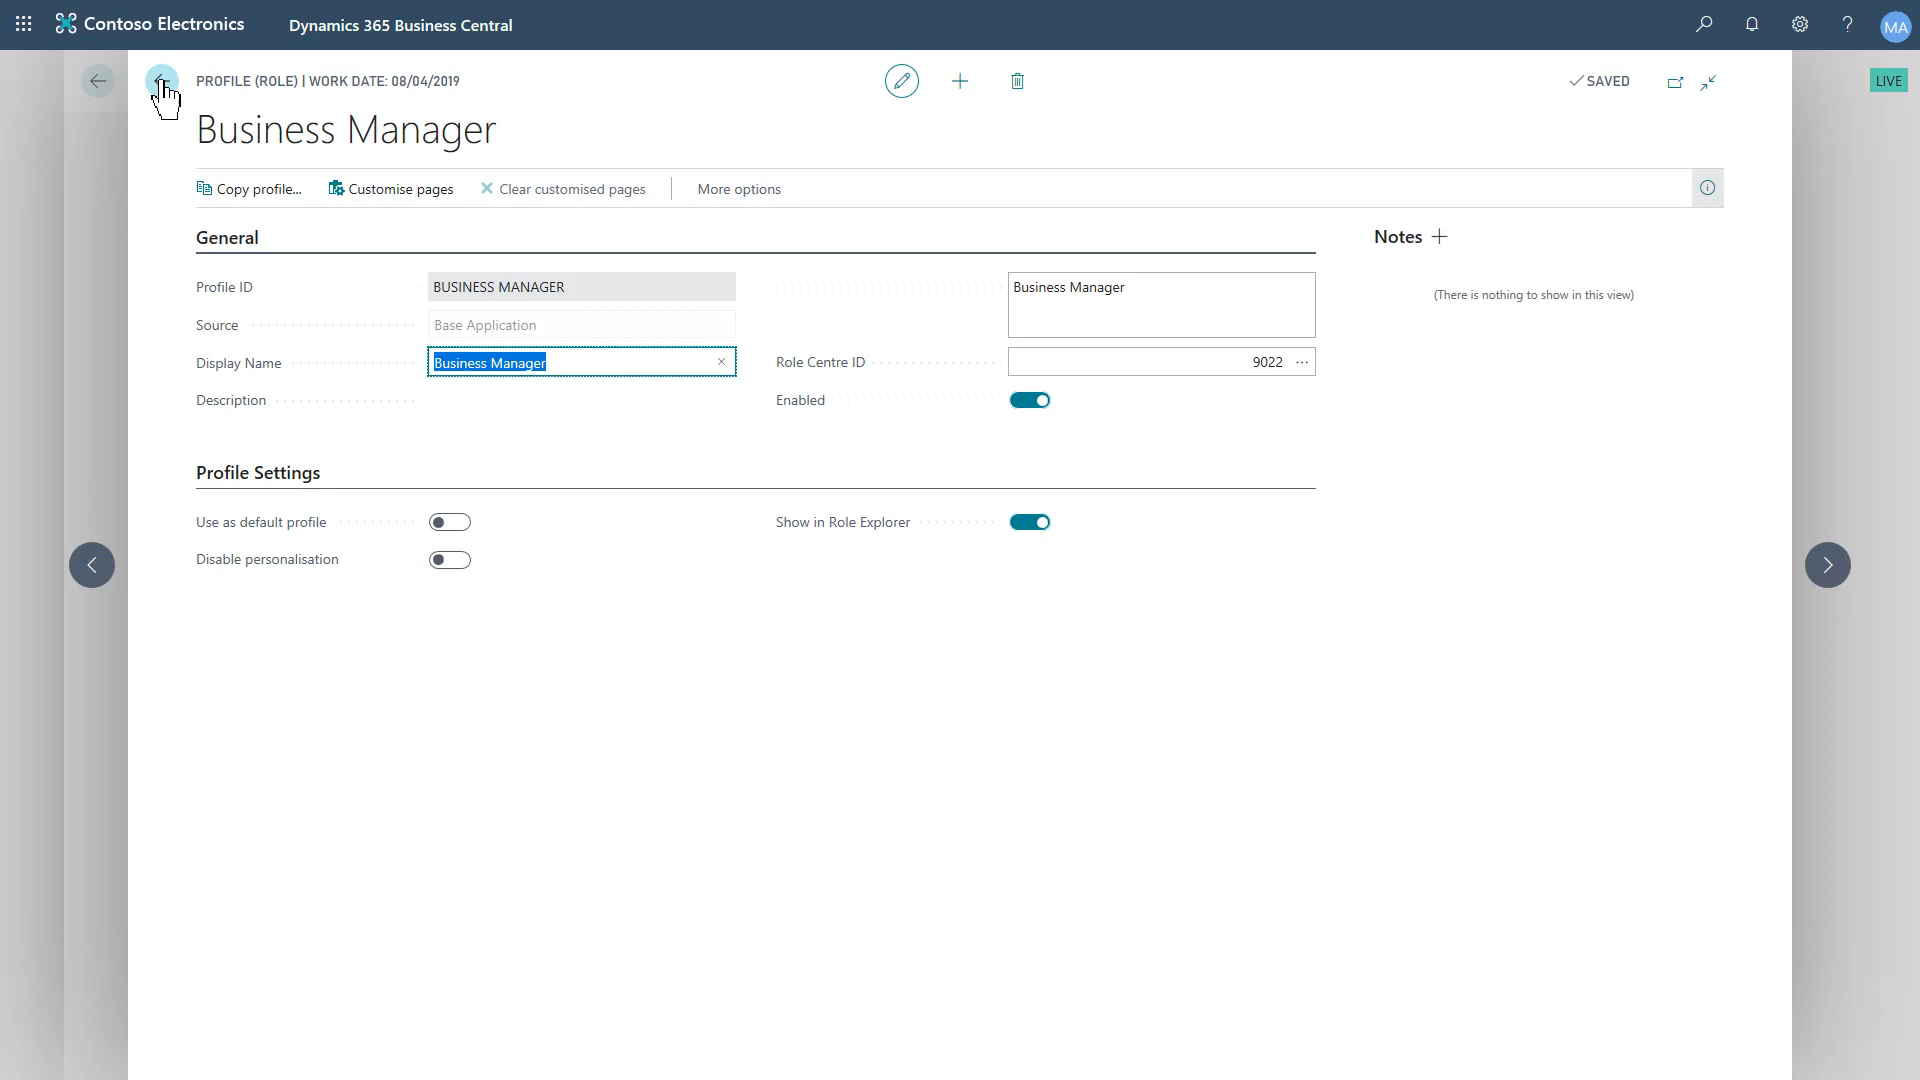 Contoso Electronics
Dynamics 365 Business Central
MA
PROFILE (ROLE) | WORK DATE: 08/04/2019
SAVED
LIVE
Business Manager
Copy profile...
Customise pages
Clear customised pages
More options
General
Notes
Profile ID
BUSINESS MANAGER
Business Manager
(There is nothing to show in this view)
Source
Base Application
Display Name
Business Manager
Role Centre ID
9022
Description
Enabled
Profile Settings
Use as default profile
Show in Role Explorer
Disable personalisation